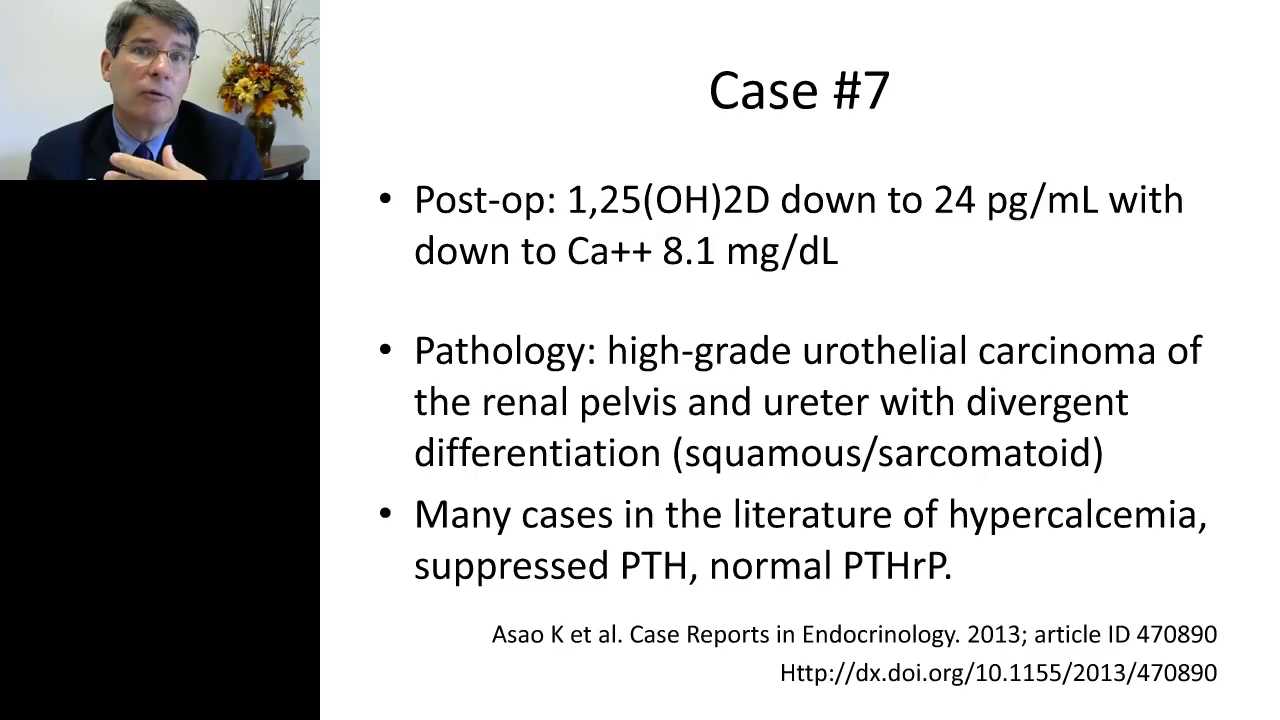 Case #7
• Post-op: 1,25(OH)2D down to 24 pg/mL with
down to Ca++ 8.1 mg/dL
• Pathology: high-grade urothelial carcinoma of
the renal pelvis and ureter with divergent
differentiation (squamous/sarcomatoid)
• Many cases in the literature of hypercalcemia,
suppressed PTH, normal PTHrP.
Asao K et al. Case Reports in Endocrinology. 2013; article ID 470890
Http://dx.doi.org/10.1155/2013/470890